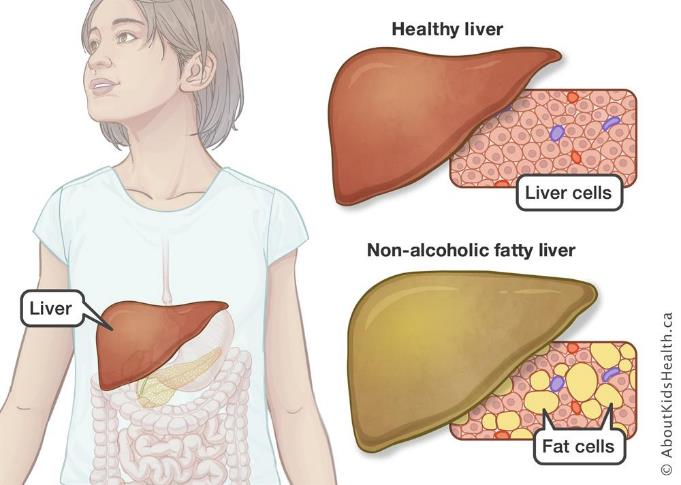 Healthy liver
Liver cells
Non-alcoholic fatty liver
Liver
Fat cells
© AboutKidsHealth.ca